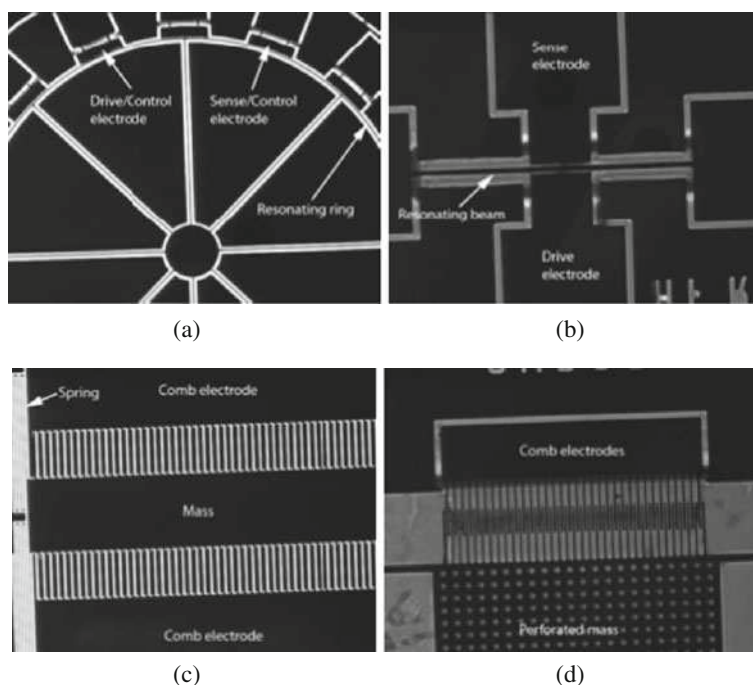 Drive/Control
electrode
Sense/Control
electrode
Resonating ring
(a)
Sense
electrode
Resonating beam
Drive
electrode
(b)
Spring
Comb electrode
Mass
Comb electrode
(c)
Comb electrodes
Perforated mass
(d)